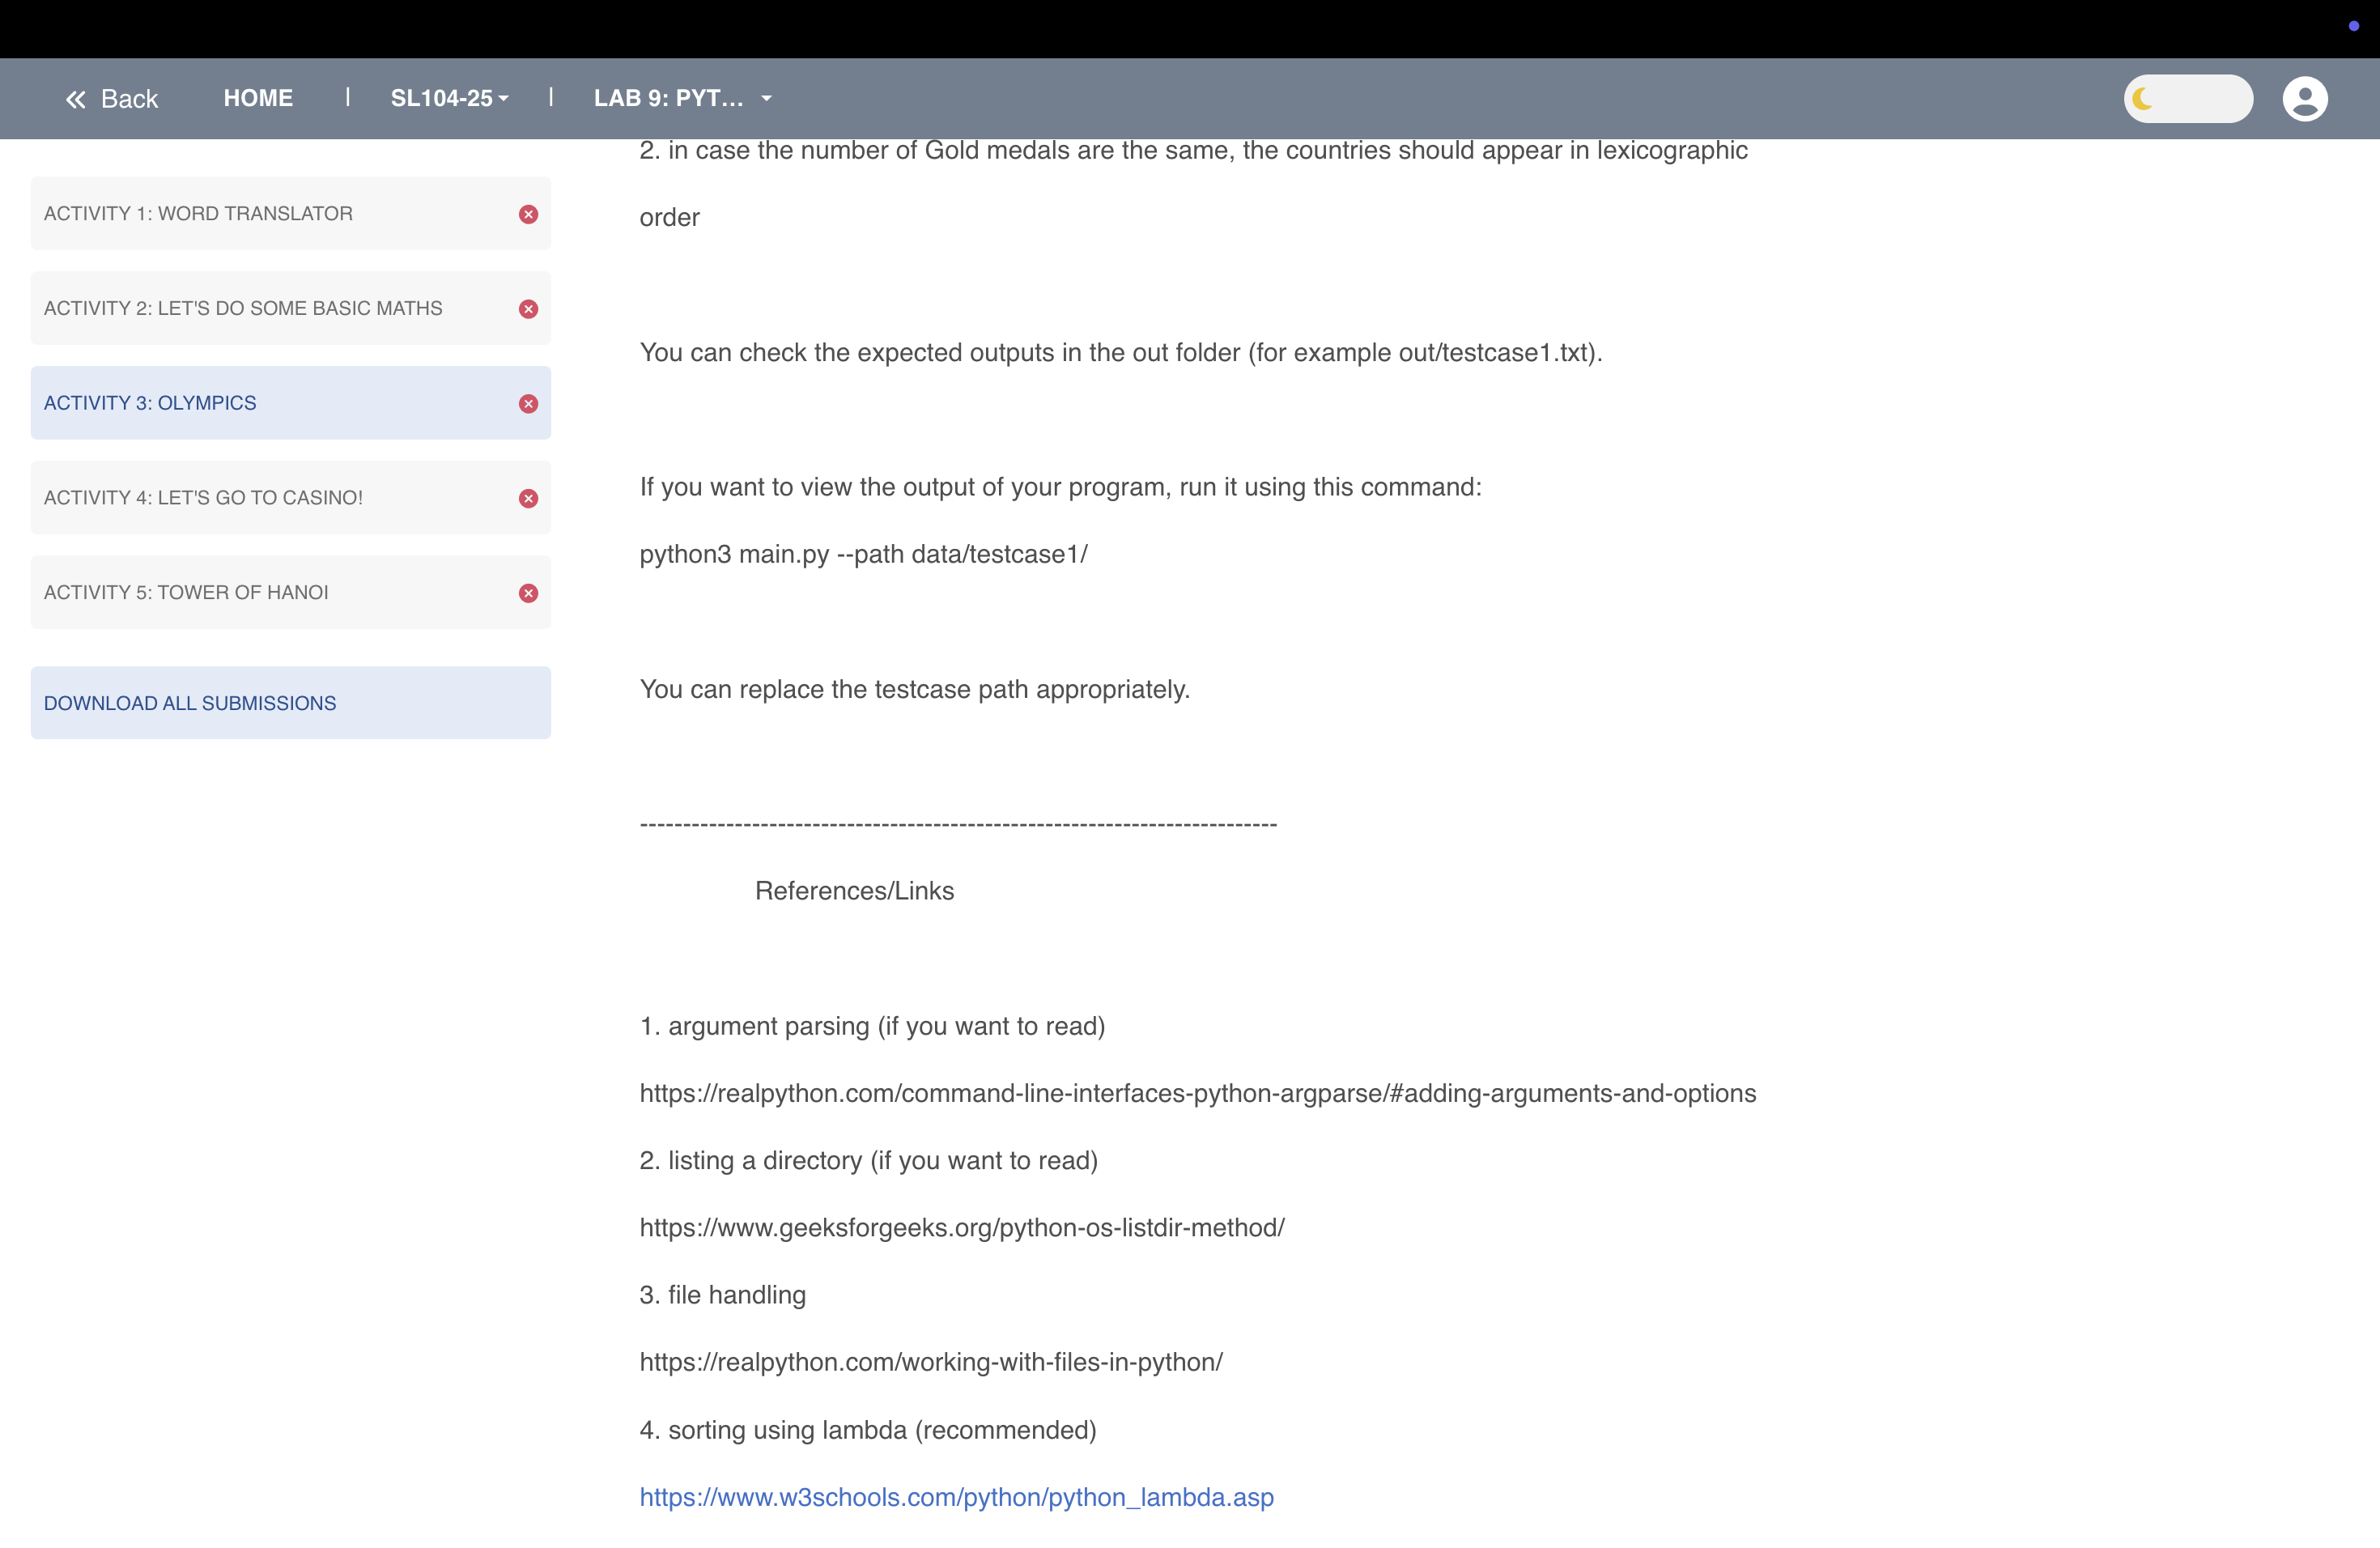 Back
HOME
|
SL104-25
|
LAB 9: PYT...
ACTIVITY 1: WORD TRANSLATOR
ACTIVITY 2: LET'S DO SOME BASIC MATHS
ACTIVITY 3: OLYMPICS
ACTIVITY 4: LET'S GO TO CASINO!
ACTIVITY 5: TOWER OF HANOI
DOWNLOAD ALL SUBMISSIONS
2. in case the number of Gold medals are the same, the countries should appear in lexicographic
order
You can check the expected outputs in the out folder (for example out/testcase1.txt).
If you want to view the output of your program, run it using this command:
python3 main.py --path data/testcase1/
You can replace the testcase path appropriately.
--------------------------------------------------------------------------
References/Links
1. argument parsing (if you want to read)
https://realpython.com/command-line-interfaces-python-argparse/#adding-arguments-and-options
2. listing a directory (if you want to read)
https://www.geeksforgeeks.org/python-os-listdir-method/
3. file handling
https://realpython.com/working-with-files-in-python/
4. sorting using lambda (recommended)
https://www.w3schools.com/python/python_lambda.asp